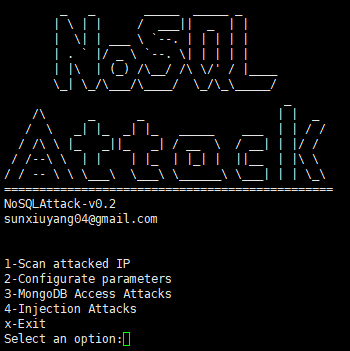 NoSQL
Attack
NoSQLAttack-v0.2
sunxiuyang04@gmail.com
1-Scan attacked IP
2-Configurate parameters
3-MongoDB Access Attacks
4-Injection Attacks
x-Exit
Select an option: